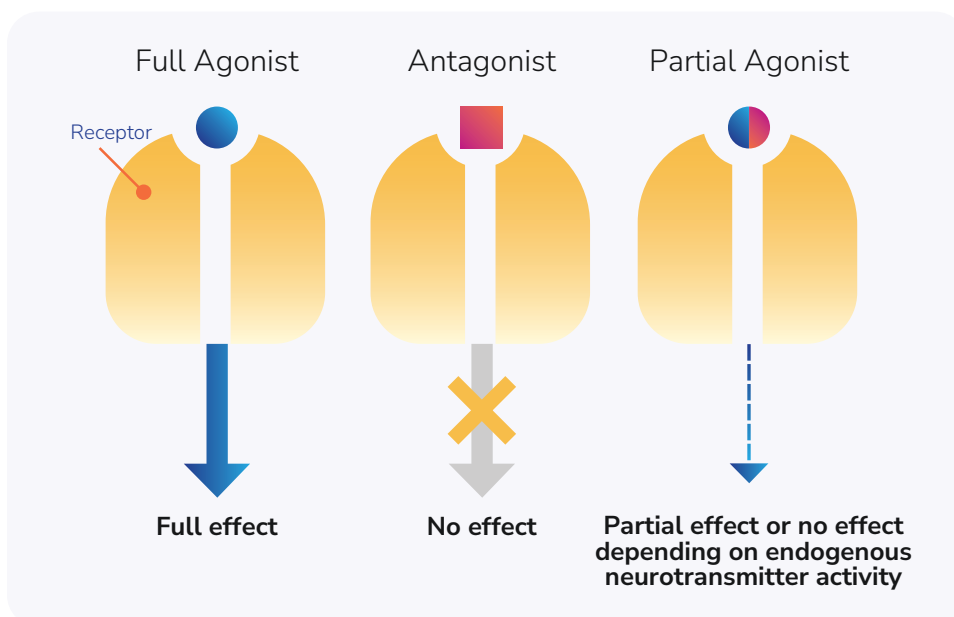 Full Agonist
Antagonist
Partial Agonist
Receptor
Full effect
No effect
Partial effect or no effect
depending on endogenous
neurotransmitter activity